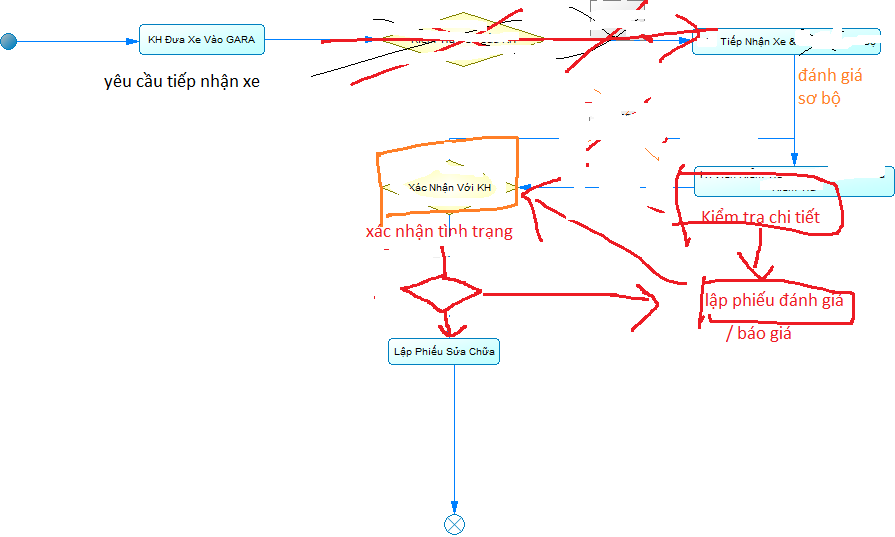 KH Đưa Xe Vào GARA
Tiếp Nhận Xe &
yêu cầu tiếp nhận xe
đánh giá
sơ bộ
Xác Nhận Với KH
Kiểm tra chi tiết
xác nhận tình trạng
lập phiếu đánh giá
/ báo giá
Lập Phiếu Sửa Chữa